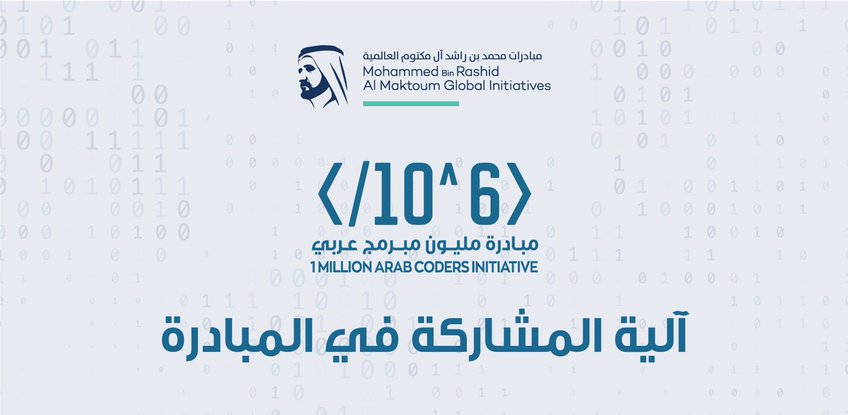 مبادرات محمد بن راشد آل مكتوم العالمية
Mohammed Bin Rashid
Al Maktoum Global Initiatives
</10^6>
مبادرة مليون مبرمج عربي
1 MILLION ARAB CODERS INITIATIVE
آلية المشاركة في المبادرة